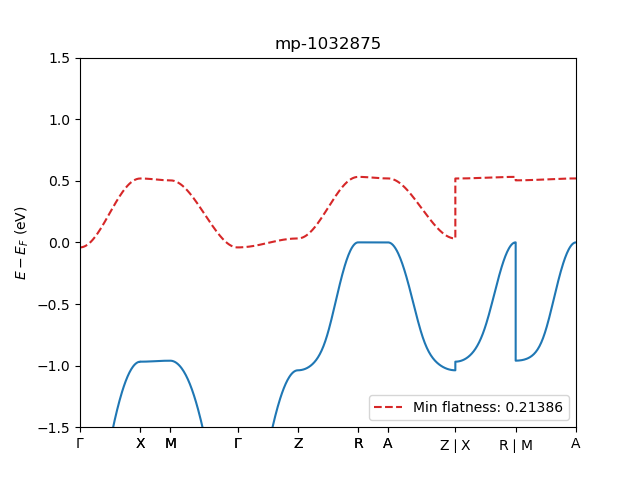 mp-1032875
E − E_F (eV)
1.5
1.0
0.5
0.0
−0.5
−1.0
−1.5
Min flatness: 0.21386
Γ X M Γ Z R A Z | X R | M A